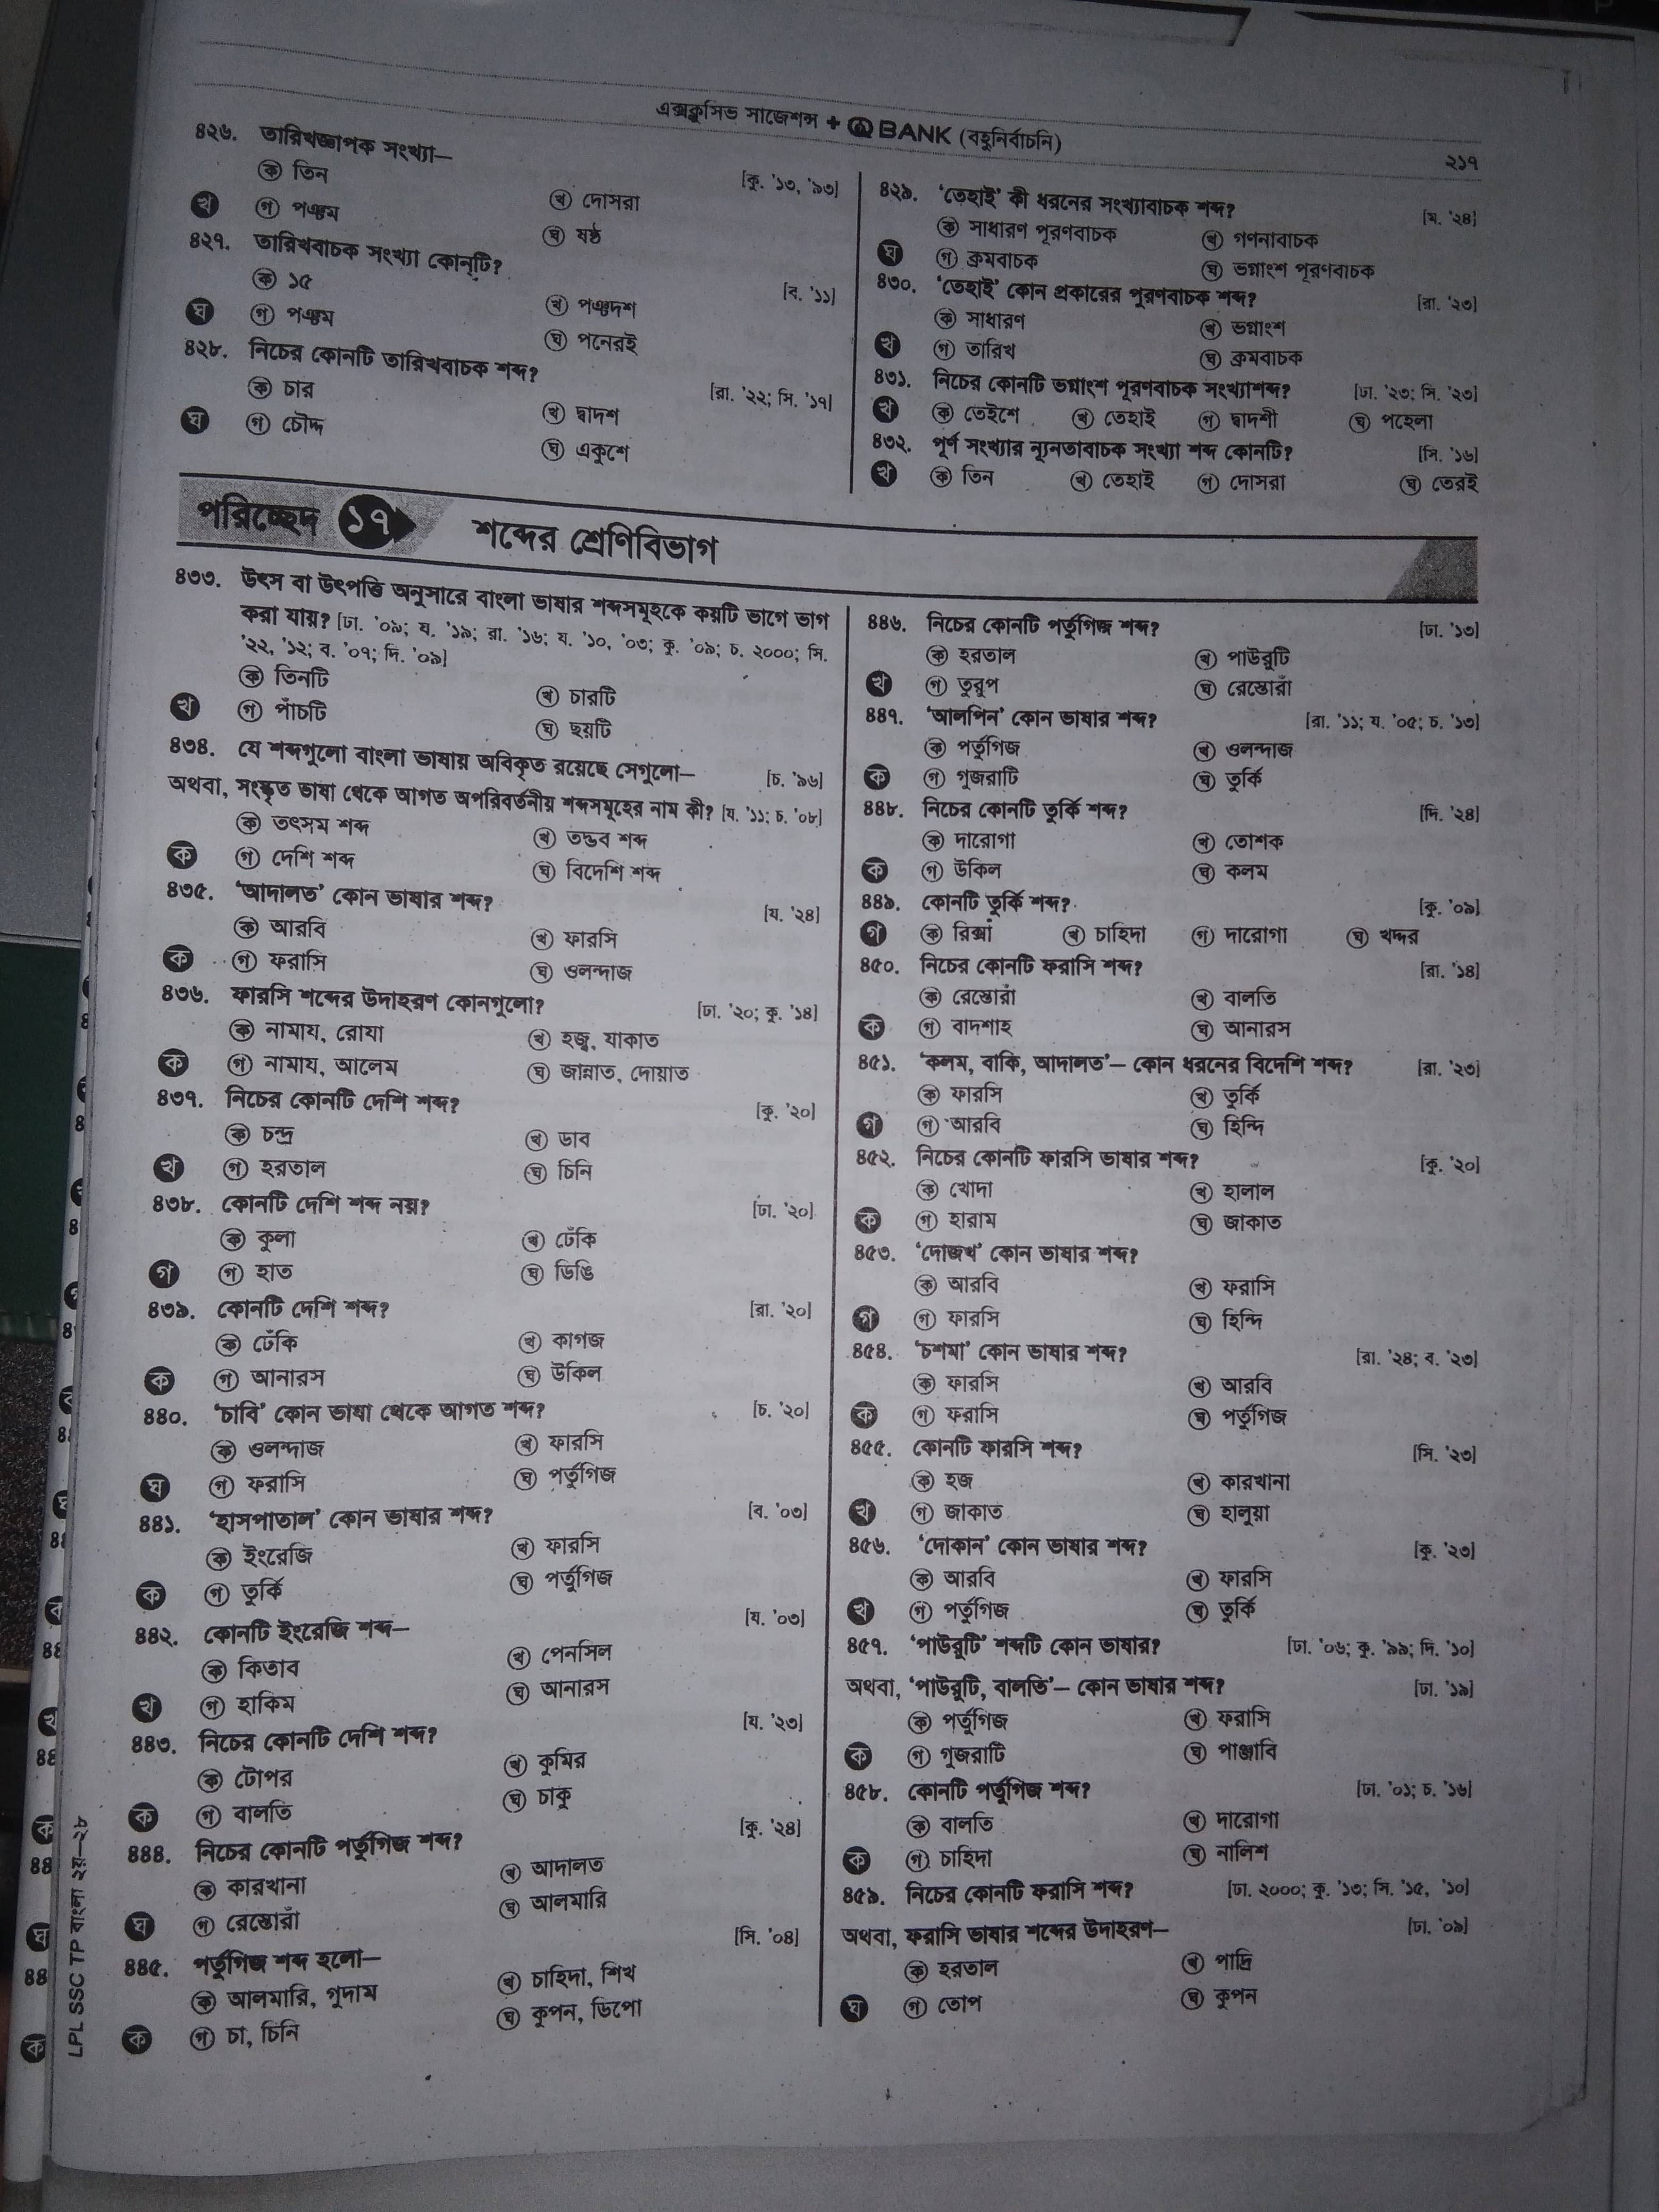 এক্সক্লুসিভ সাজেশন্স + Q BANK (বহুনির্বাচনি)
২১৭
৪২৬. তারিখজ্ঞাপক সংখ্যা—
[কু. '১৩, '৯৩]
ক তিন
খ দোসরা
খ গ পঞ্চম
ঘ ষষ্ঠ
৪২৭. তারিখবাচক সংখ্যা কোনটি?
[ব. '১১]
ক ১৫
খ পঞ্চদশ
ঘ গ পঞ্চম
ঘ পনেরই
৪২৮. নিচের কোনটি তারিখবাচক শব্দ?
[রা. '২২; সি. '১৭]
ক চার
খ দ্বাদশ
ঘ গ চৌদ্দ
ঘ একুশে
৪২৯. 'তেহাই' কী ধরনের সংখ্যাবাচক শব্দ? [ম. '২৪]
ক সাধারণ পূরণবাচক খ গণনাবাচক
ঘ গ ক্রমবাচক ঘ ভগ্নাংশ পূরণবাচক
৪৩০. 'তেহাই' কোন প্রকারের পুরণবাচক শব্দ? [রা. '২৩]
ক সাধারণ খ ভগ্নাংশ
খ গ তারিখ ঘ ক্রমবাচক
৪৩১. নিচের কোনটি ভগ্নাংশ পূরণবাচক সংখ্যাশব্দ? [ঢা. '২৩; সি. '২৩]
খ ক তেইশে খ তেহাই গ দ্বাদশী ঘ পহেলা
৪৩২. পূর্ণ সংখ্যার ন্যূনতাবাচক সংখ্যা শব্দ কোনটি? [সি. '১৬]
খ ক তিন খ তেহাই গ দোসরা ঘ তেরই
পরিচ্ছেদ ১৭ শব্দের শ্রেণিবিভাগ
৪৩৩. উৎস বা উৎপত্তি অনুসারে বাংলা ভাষার শব্দসমূহকে কয়টি ভাগে ভাগ
করা যায়? [ঢা. '০৯; য. '১৯; রা. '১৬; য. '১০, '০৩; কু. '০৯; চ. ২০০০; সি.
'২২, '১২; ব. '০৭; দি. '০৯]
ক তিনটি খ চারটি
খ গ পাঁচটি ঘ ছয়টি
৪৩৪. যে শব্দগুলো বাংলা ভাষায় অবিকৃত রয়েছে সেগুলো— [চ. '৯৬]
অথবা, সংস্কৃত ভাষা থেকে আগত অপরিবর্তনীয় শব্দসমূহের নাম কী? [য. '১১; চ. '০৮]
ক তৎসম শব্দ খ তদ্ভব শব্দ
ক গ দেশি শব্দ ঘ বিদেশি শব্দ
৪৩৫. 'আদালত' কোন ভাষার শব্দ? [য. '২৪]
ক আরবি খ ফারসি
ক গ ফরাসি ঘ ওলন্দাজ
৪৩৬. ফারসি শব্দের উদাহরণ কোনগুলো? [ঢা. '২০; কু. '১৪]
ক নামায, রোযা খ হজ্ব, যাকাত
ক গ নামায, আলেম ঘ জান্নাত, দোয়াত
৪৩৭. নিচের কোনটি দেশি শব্দ? [কু. '২০]
ক চন্দ্র খ ডাব
খ গ হরতাল ঘ চিনি
৪৩৮. কোনটি দেশি শব্দ নয়? [ঢা. '২০]
ক কুলা খ ঢেঁকি
গ গ হাত ঘ ডিঙি
৪৩৯. কোনটি দেশি শব্দ? [রা. '২০]
ক ঢেঁকি খ কাগজ
ক গ আনারস ঘ উকিল
৪৪০. 'চাবি' কোন ভাষা থেকে আগত শব্দ? [চ. '২০]
ক ওলন্দাজ খ ফারসি
ঘ গ ফরাসি ঘ পর্তুগিজ
৪৪১. 'হাসপাতাল' কোন ভাষার শব্দ? [ব. '০৩]
ক ইংরেজি খ ফারসি
ক গ তুর্কি ঘ পর্তুগিজ
৪৪২. কোনটি ইংরেজি শব্দ— [য. '০৩]
ক কিতাব খ পেনসিল
খ গ হাকিম ঘ আনারস
৪৪৩. নিচের কোনটি দেশি শব্দ? [য. '২৩]
ক টোপর খ কুমির
ক গ বালতি ঘ চাকু
৪৪৪. নিচের কোনটি পর্তুগিজ শব্দ? [কু. '২৪]
ক কারখানা খ আদালত
ঘ গ রেস্তোরাঁ ঘ আলমারি
৪৪৫. পর্তুগিজ শব্দ হলো— [সি. '০৪]
ক আলমারি, গুদাম খ চাহিদা, শিখ
ক গ চা, চিনি ঘ কুপন, ডিপো
৪৪৬. নিচের কোনটি পর্তুগিজ শব্দ? [ঢা. '১৩]
ক হরতাল খ পাউরুটি
খ গ তুরুপ ঘ রেস্তোরাঁ
৪৪৭. 'আলপিন' কোন ভাষার শব্দ? [রা. '১১; য. '০৫; চ. '১৩]
ক পর্তুগিজ খ ওলন্দাজ
ক গ গুজরাটি ঘ তুর্কি
৪৪৮. নিচের কোনটি তুর্কি শব্দ? [দি. '২৪]
ক দারোগা খ তোশক
ক গ উকিল ঘ কলম
৪৪৯. কোনটি তুর্কি শব্দ? [কু. '০৯]
গ ক রিক্সা খ চাহিদা গ দারোগা ঘ খদ্দর
৪৫০. নিচের কোনটি ফরাসি শব্দ? [রা. '১৪]
ক রেস্তোরাঁ খ বালতি
ক গ বাদশাহ ঘ আনারস
৪৫১. 'কলম, বাকি, আদালত'— কোন ধরনের বিদেশি শব্দ? [রা. '২৩]
ক ফারসি খ তুর্কি
গ গ আরবি ঘ হিন্দি
৪৫২. নিচের কোনটি ফারসি ভাষার শব্দ? [কু. '২০]
ক খোদা খ হালাল
ক গ হারাম ঘ জাকাত
৪৫৩. 'দোজখ' কোন ভাষার শব্দ?
ক আরবি খ ফরাসি
গ গ ফারসি ঘ হিন্দি
৪৫৪. 'চশমা' কোন ভাষার শব্দ? [রা. '২৪; ব. '২৩]
ক ফারসি খ আরবি
ক গ ফরাসি ঘ পর্তুগিজ
৪৫৫. কোনটি ফারসি শব্দ? [সি. '২৩]
ক হজ খ কারখানা
খ গ জাকাত ঘ হালুয়া
৪৫৬. 'দোকান' কোন ভাষার শব্দ? [কু. '২৩]
ক আরবি খ ফারসি
খ গ পর্তুগিজ ঘ তুর্কি
৪৫৭. 'পাউরুটি' শব্দটি কোন ভাষার? [ঢা. '০৬; কু. '৯৯; দি. '১০]
অথবা, 'পাউরুটি, বালতি'— কোন ভাষার শব্দ? [ঢা. '১৯]
ক পর্তুগিজ খ ফরাসি
ক গ গুজরাটি ঘ পাঞ্জাবি
৪৫৮. কোনটি পর্তুগিজ শব্দ? [ঢা. '০১; চ. '১৬]
ক বালতি খ দারোগা
ক গ চাহিদা ঘ নালিশ
৪৫৯. নিচের কোনটি ফরাসি শব্দ? [ঢা. ২০০০; কু. '১৩; সি. '১৫, '১০]
অথবা, ফরাসি ভাষার শব্দের উদাহরণ— [ঢা. '০৯]
ক হরতাল খ পাদ্রি
ঘ গ তোপ ঘ কুপন
LPL SSC TP বাংলা ২য়—২৮